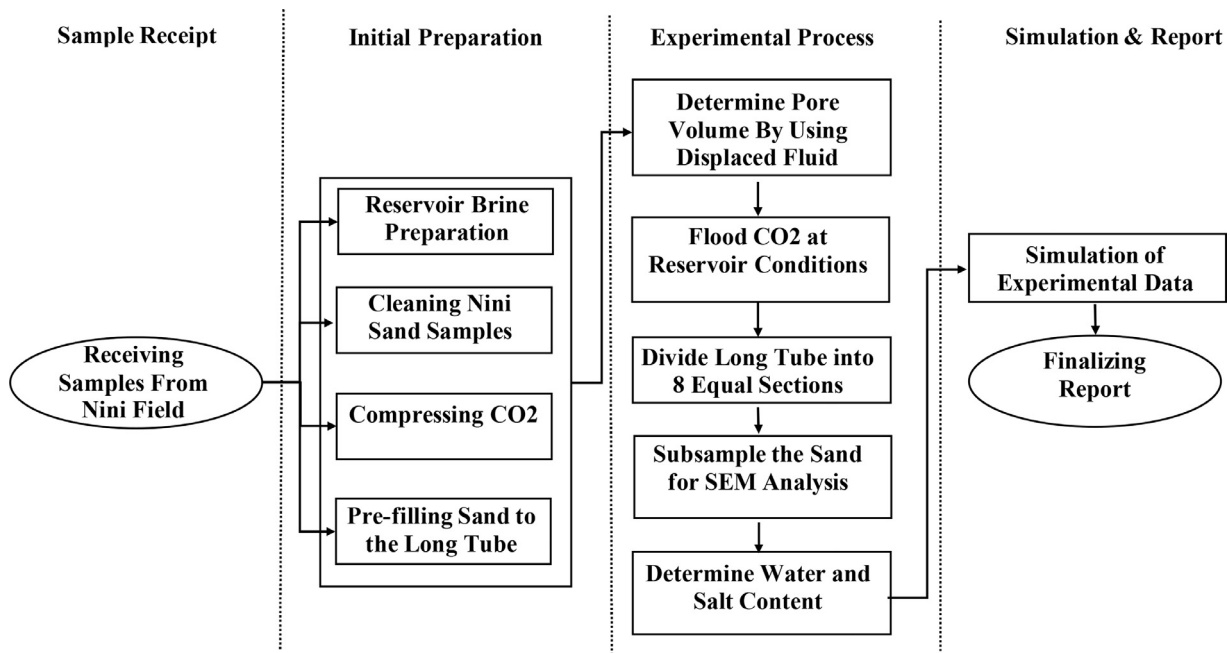 Sample Receipt
Initial Preparation
Experimental Process
Simulation & Report
Receiving
Samples From
Nini Field
Reservoir Brine
Preparation
Cleaning Nini
Sand Samples
Compressing CO2
Pre-filling Sand to
the Long Tube
Determine Pore
Volume By Using
Displaced Fluid
Flood CO2 at
Reservoir Conditions
Divide Long Tube into
8 Equal Sections
Subsample the Sand
for SEM Analysis
Determine Water and
Salt Content
Simulation of
Experimental Data
Finalizing
Report